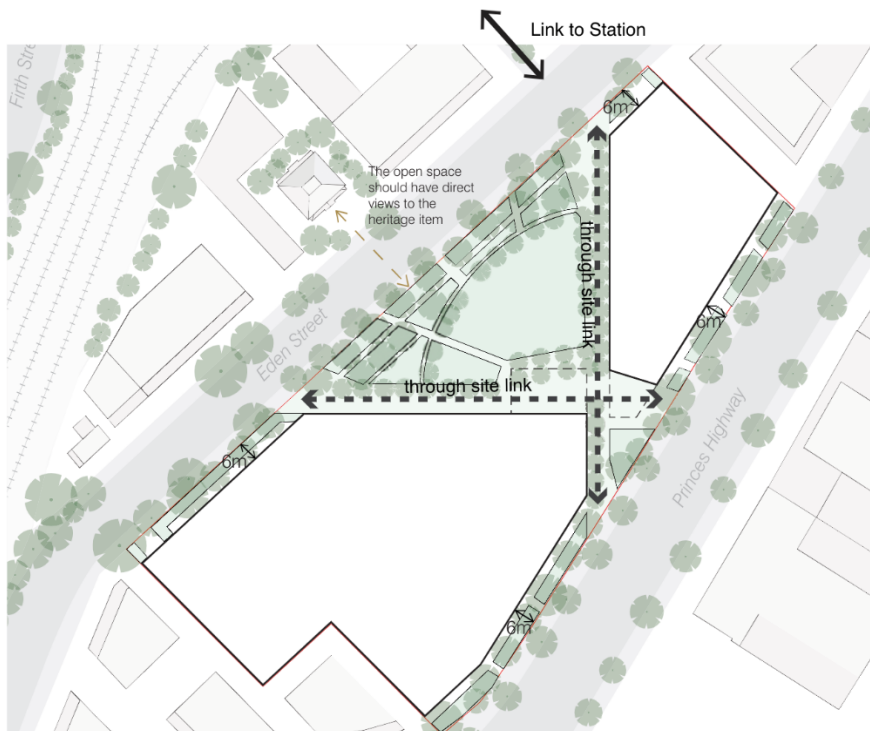 Link to Station
Firth Stre
6m
The open space
should have direct
views to the
heritage item
through site link
6m
Eden Street
through site link
6m
Princes Highway
6m